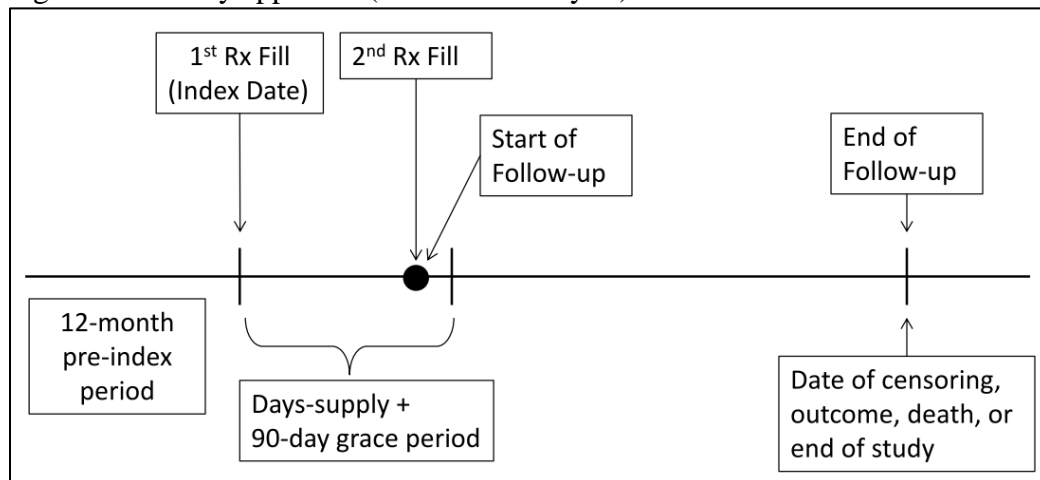 1st Rx Fill
(Index Date)
2nd Rx Fill
Start of
Follow-up
End of
Follow-up
12-month
pre-index
period
Days-supply +
90-day grace period
Date of censoring,
outcome, death, or
end of study